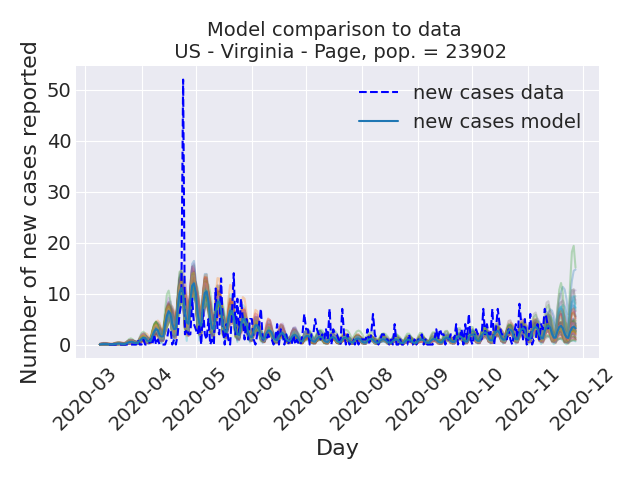 Model comparison to data
US - Virginia - Page, pop. = 23902
new cases data
new cases model
Number of new cases reported
50
40
30
20
10
0
2020-03
2020-04
2020-05
2020-06
2020-07
2020-08
2020-09
2020-10
2020-11
2020-12
Day